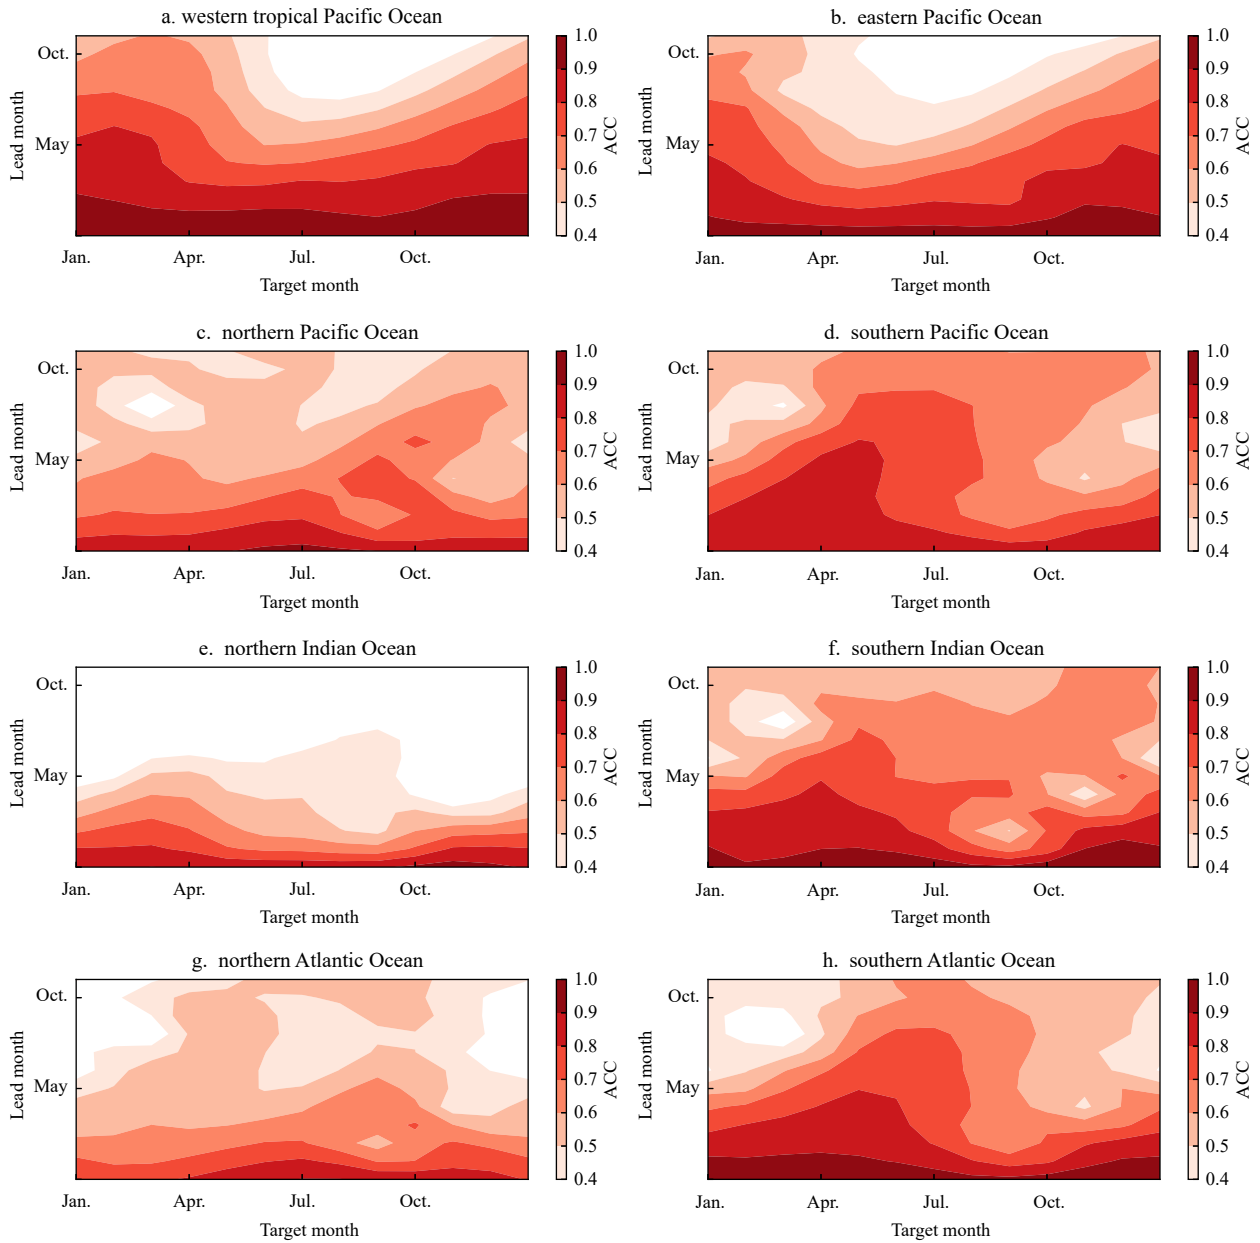 a. western tropical Pacific Ocean
Oct.
May
Lead month
Jan.
Apr.
Jul.
Oct.
Target month
1.0
0.9
0.8
0.7
0.6
0.5
0.4
ACC
b. eastern Pacific Ocean
Oct.
May
Lead month
Jan.
Apr.
Jul.
Oct.
Target month
1.0
0.9
0.8
0.7
0.6
0.5
0.4
ACC
c. northern Pacific Ocean
Oct.
May
Lead month
Jan.
Apr.
Jul.
Oct.
Target month
1.0
0.9
0.8
0.7
0.6
0.5
0.4
ACC
d. southern Pacific Ocean
Oct.
May
Lead month
Jan.
Apr.
Jul.
Oct.
Target month
1.0
0.9
0.8
0.7
0.6
0.5
0.4
ACC
e. northern Indian Ocean
Oct.
May
Lead month
Jan.
Apr.
Jul.
Oct.
Target month
1.0
0.9
0.8
0.7
0.6
0.5
0.4
ACC
f. southern Indian Ocean
Oct.
May
Lead month
Jan.
Apr.
Jul.
Oct.
Target month
1.0
0.9
0.8
0.7
0.6
0.5
0.4
ACC
g. northern Atlantic Ocean
Oct.
May
Lead month
Jan.
Apr.
Jul.
Oct.
Target month
1.0
0.9
0.8
0.7
0.6
0.5
0.4
ACC
h. southern Atlantic Ocean
Oct.
May
Lead month
Jan.
Apr.
Jul.
Oct.
Target month
1.0
0.9
0.8
0.7
0.6
0.5
0.4
ACC